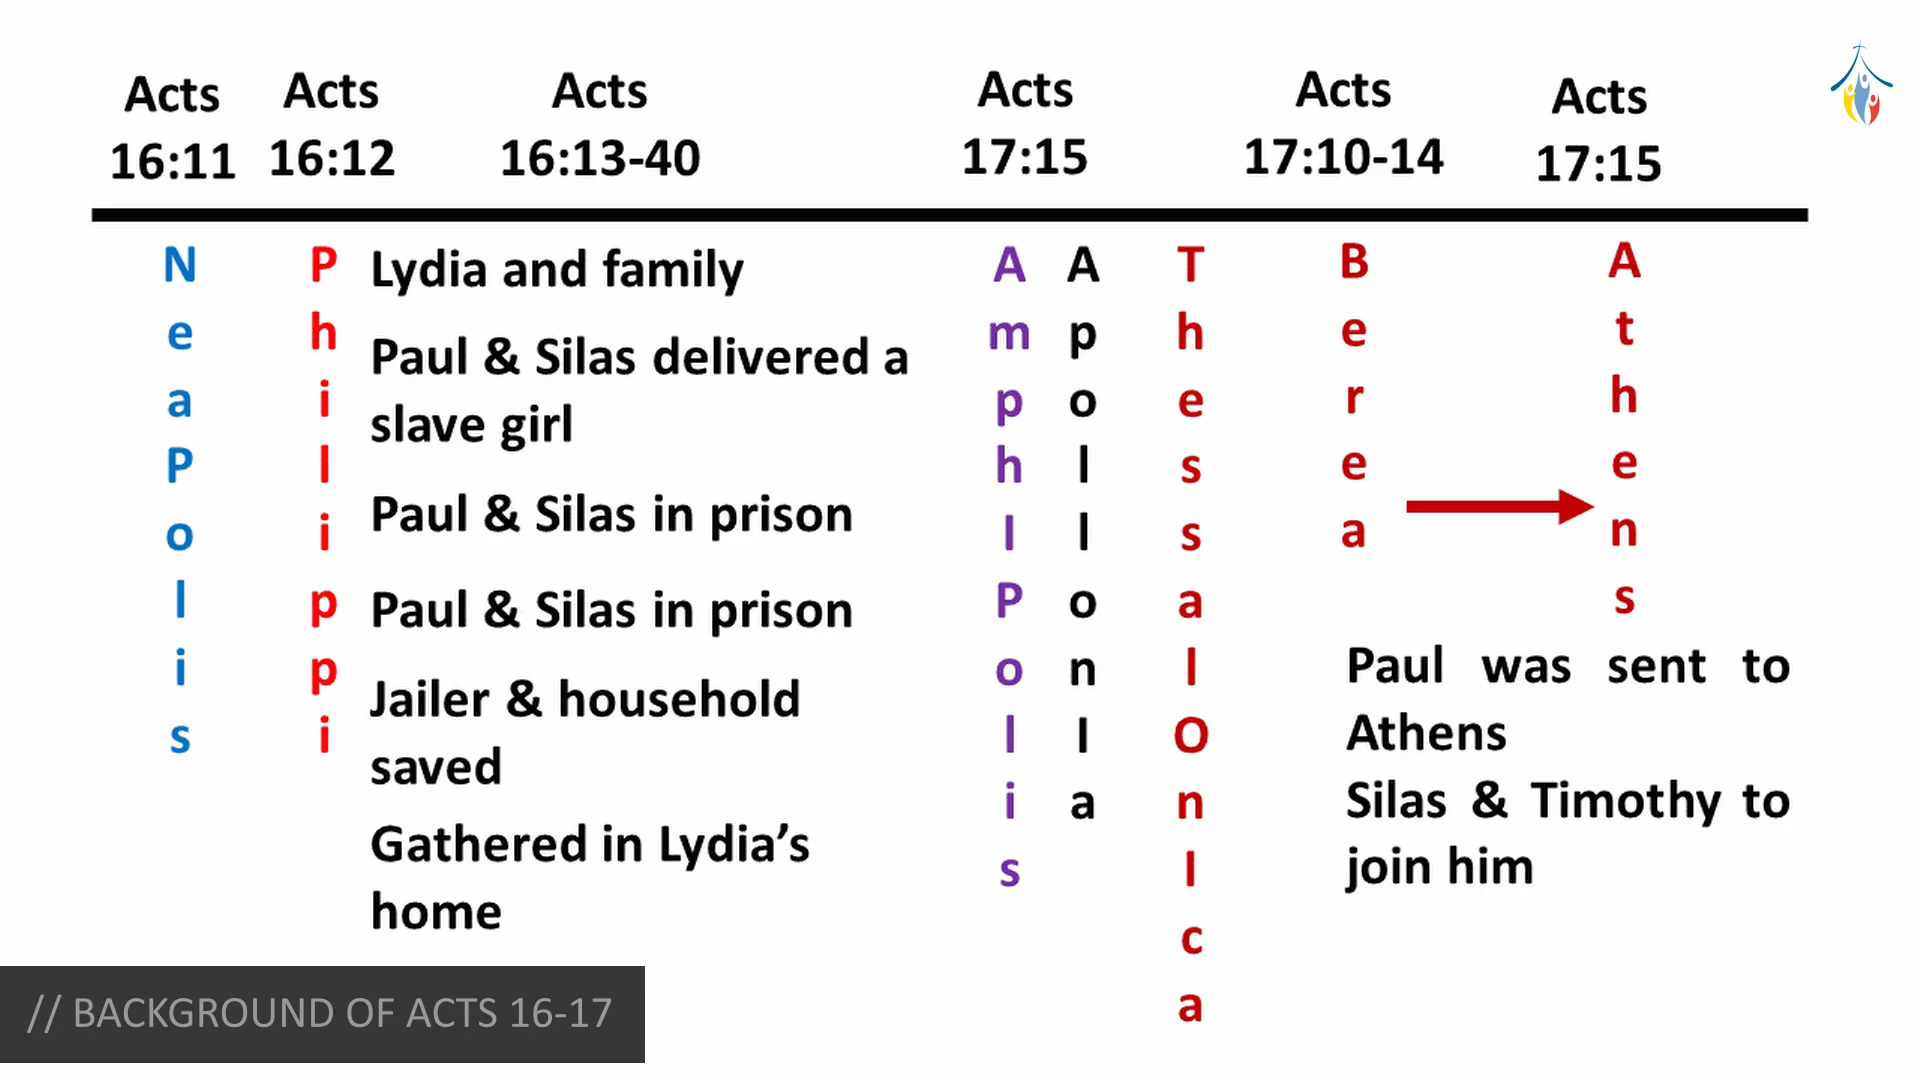 Acts
16:11
Acts
16:12
Acts
16:13-40
Acts
17:15
Acts
17:10-14
Acts
17:15
NeaPolis
Philippi
Lydia and family
Paul & Silas delivered a
slave girl
Paul & Silas in prison
Paul & Silas in prison
Jailer & household
saved
Gathered in Lydia’s
home
AmphIPolis
ApollonIa
ThessalOnIca
Berea
Athens
Paul was sent to
Athens
Silas & Timothy to
join him
// BACKGROUND OF ACTS 16-17